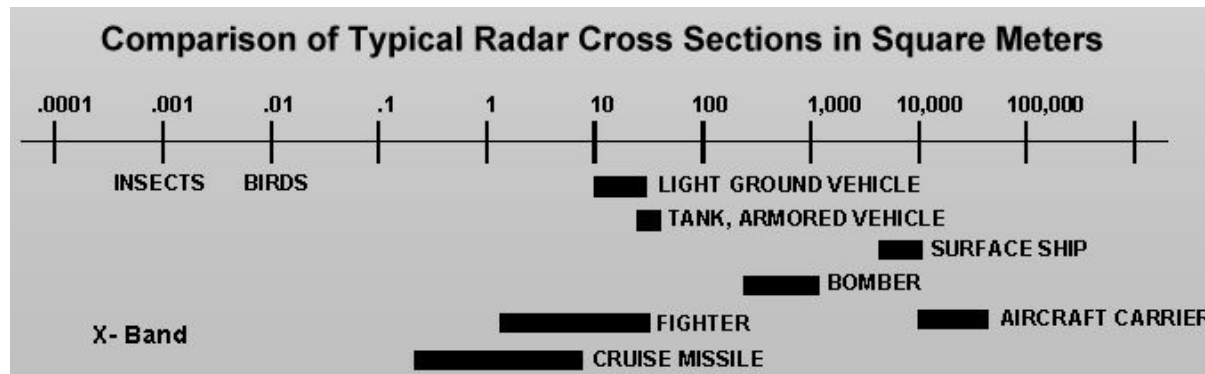 Comparison of Typical Radar Cross Sections in Square Meters
.0001 .001 .01 .1 1 10 100 1,000 10,000 100,000
INSECTS BIRDS LIGHT GROUND VEHICLE
TANK, ARMORED VEHICLE
SURFACE SHIP
BOMBER
X- Band FIGHTER AIRCRAFT CARRIER
CRUISE MISSILE